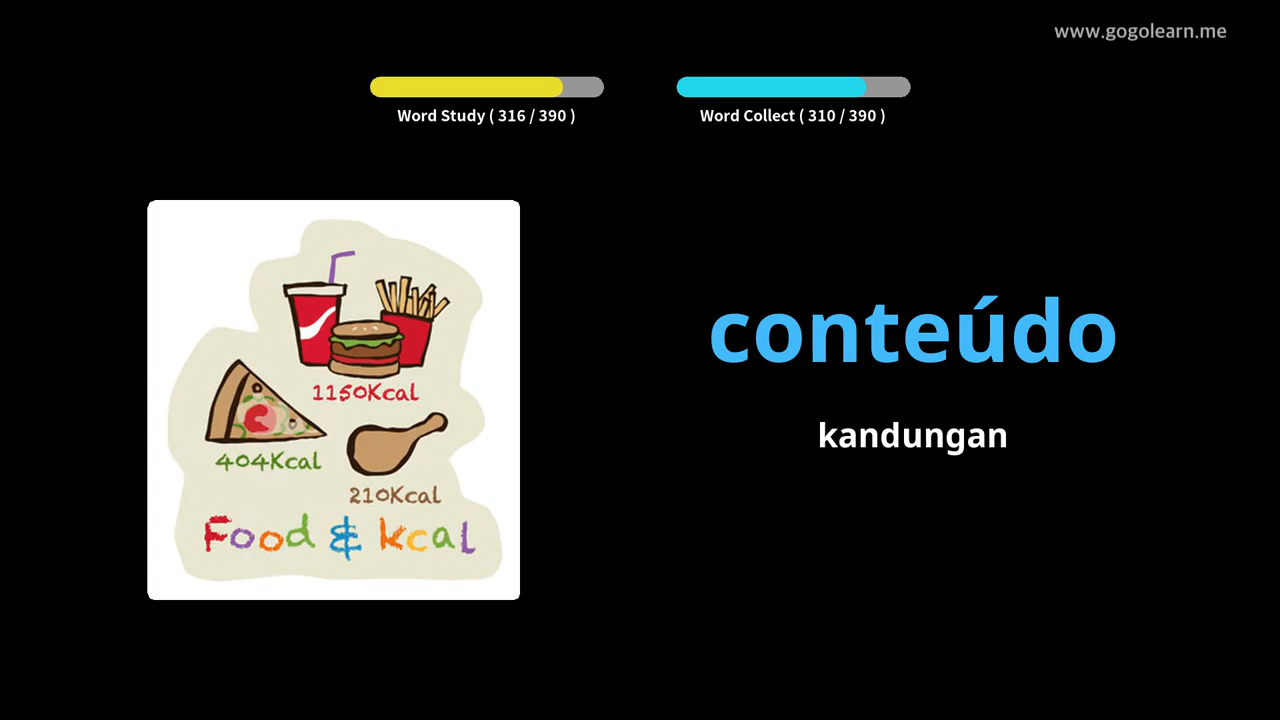 www.gogolearn.me
Word Study ( 316 / 390 )
Word Collect ( 310 / 390 )
1150Kcal
404Kcal
210Kcal
Food & kcal
conteúdo
kandungan